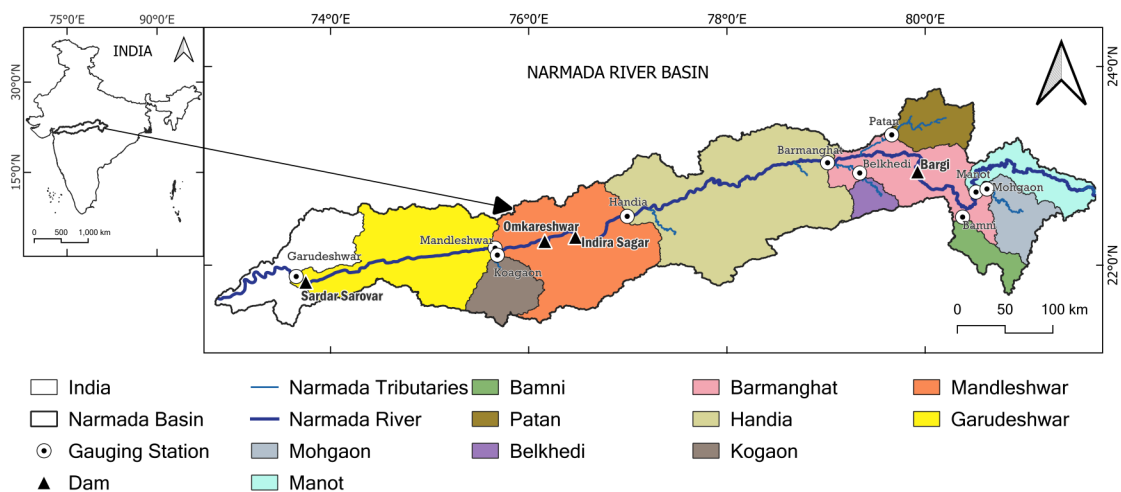 75°0'E 90°0'E
74°0'E 76°0'E 78°0'E 80°0'E
INDIA
30°0'N
15°0'N
0 500 1,000 km
NARMADA RIVER BASIN
24°0'N
22°0'N
Patan
Barmanghat
Belkhedi
Bargi
Manot
Mohgaon
Bamni
Handia
Omkareshwar
Mandleshwar
Indira Sagar
Koagaon
Garudeshwar
Sardar Sarovar
0 50 100 km
India Narmada Tributaries Bamni Barmanghat Mandleshwar
Narmada Basin Narmada River Patan Handia Garudeshwar
Gauging Station Mohgaon Belkhedi Kogaon
Dam Manot